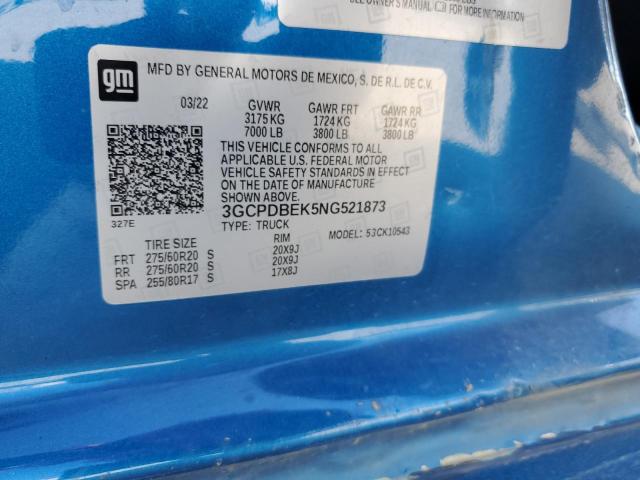 SEE OWNER'S MANUAL FOR MORE INFORMATION
gm
MFD BY GENERAL MOTORS DE MEXICO, S. DE R.L. DE C.V.
03/22 GVWR GAWR FRT GAWR RR
3175 KG 1724 KG 1724 KG
7000 LB 3800 LB 3800 LB
THIS VEHICLE CONFORMS TO ALL
APPLICABLE U.S. FEDERAL MOTOR
VEHICLE SAFETY STANDARDS IN EFFECT
ON THE DATE OF MANUFACTURE
SHOWN ABOVE.
3GCPDBEK5NG521873
327E
TYPE: TRUCK MODEL: 53CK10543
TIRE SIZE RIM
FRT 275/60R20 S 20X9J
RR 275/60R20 S 20X9J
SPA 255/80R17 S 17X8J